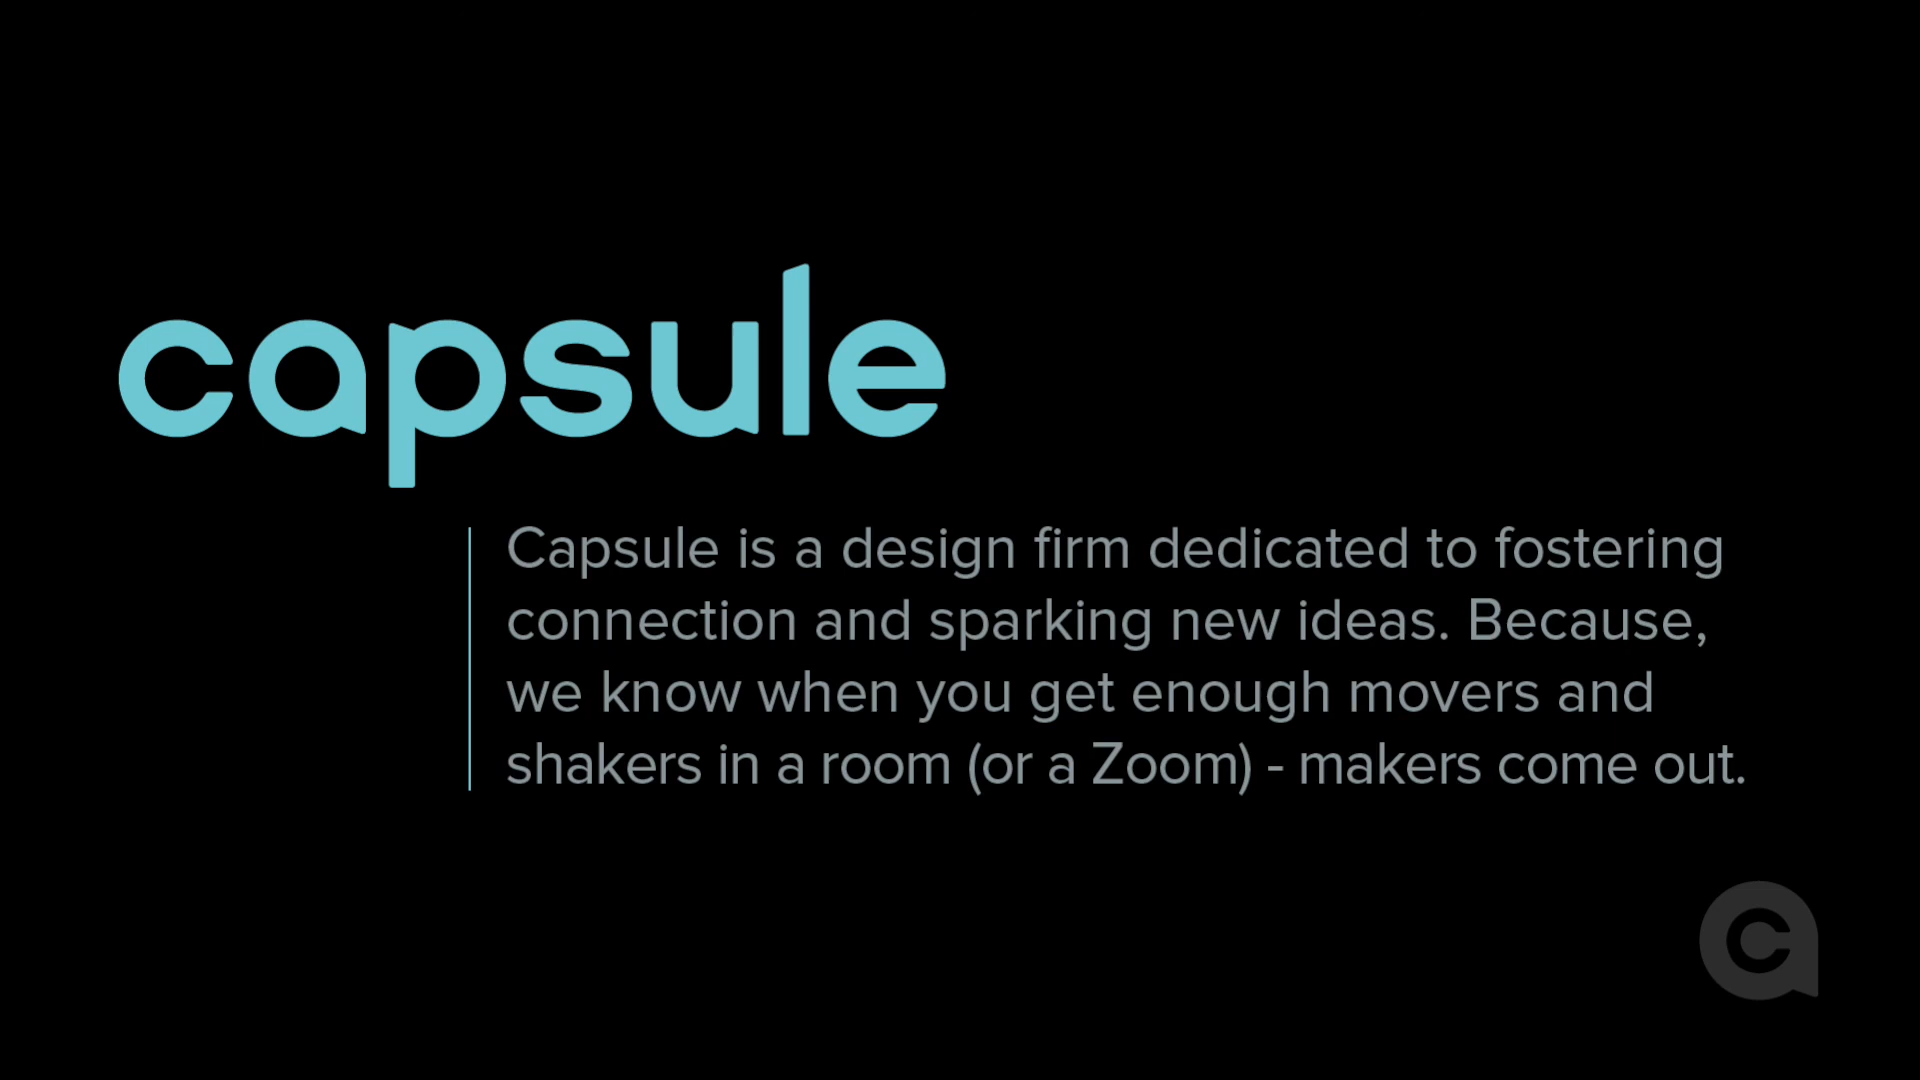 capsule
Capsule is a design firm dedicated to fostering
connection and sparking new ideas. Because,
we know when you get enough movers and
shakers in a room (or a Zoom) - makers come out.
c